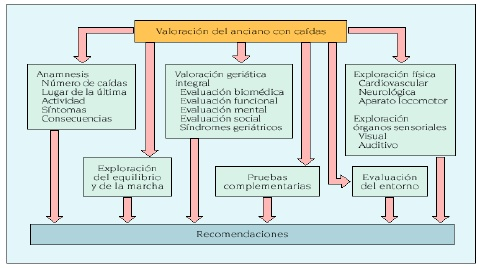 Valoración del anciano con caídas
Anamnesis
Número de caídas
Lugar de la última
Actividad
Síntomas
Consecuencias
Valoración geriática
integral
Evaluación biomédica
Evaluación funcional
Evaluación mental
Evaluación social
Síndromes geriátricos
Exploración física
Cardiovascular
Neurológica
Aparato locomotor
Exploración
órganos sensoriales
Visual
Auditivo
Exploración
del equilibrio
y de la marcha
Pruebas
complementarias
Evaluación
del entorno
Recomendaciones